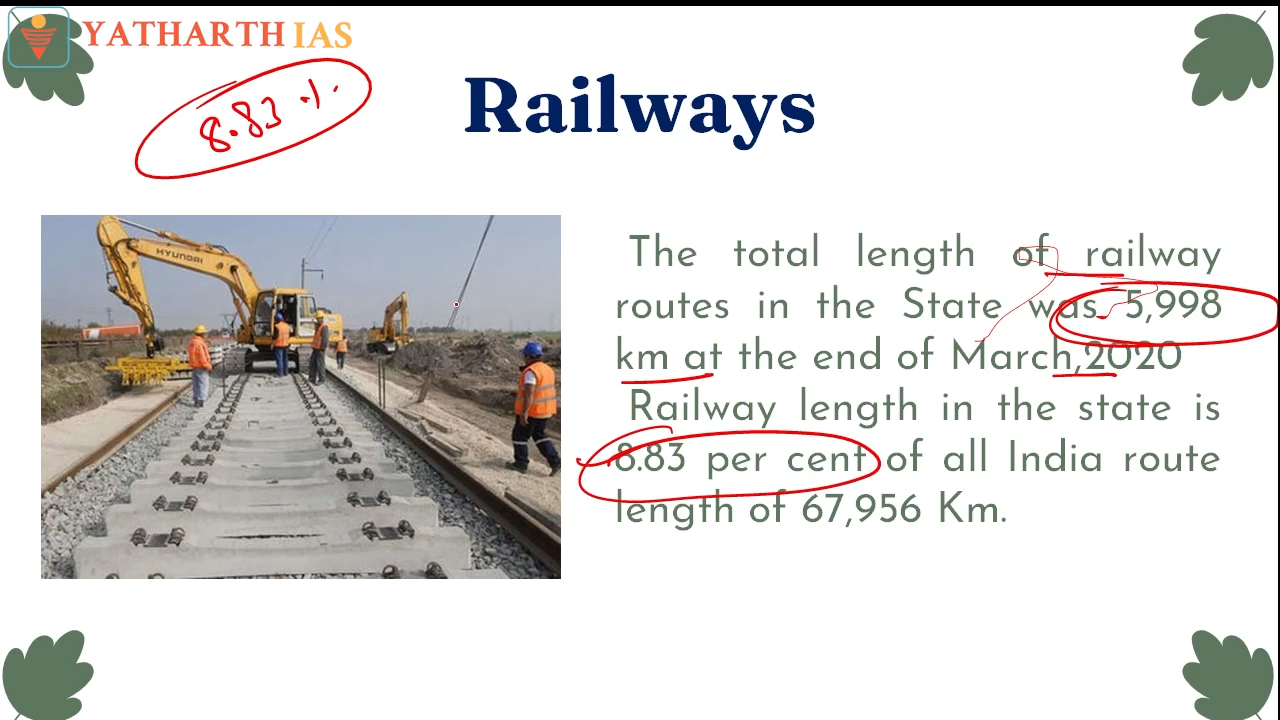 YATHARTH IAS
8.83 %
Railways
HYUNDAI
The total length of railway
routes in the State was 5,998
km at the end of March,2020
Railway length in the state is
8.83 per cent of all India route
length of 67,956 Km.